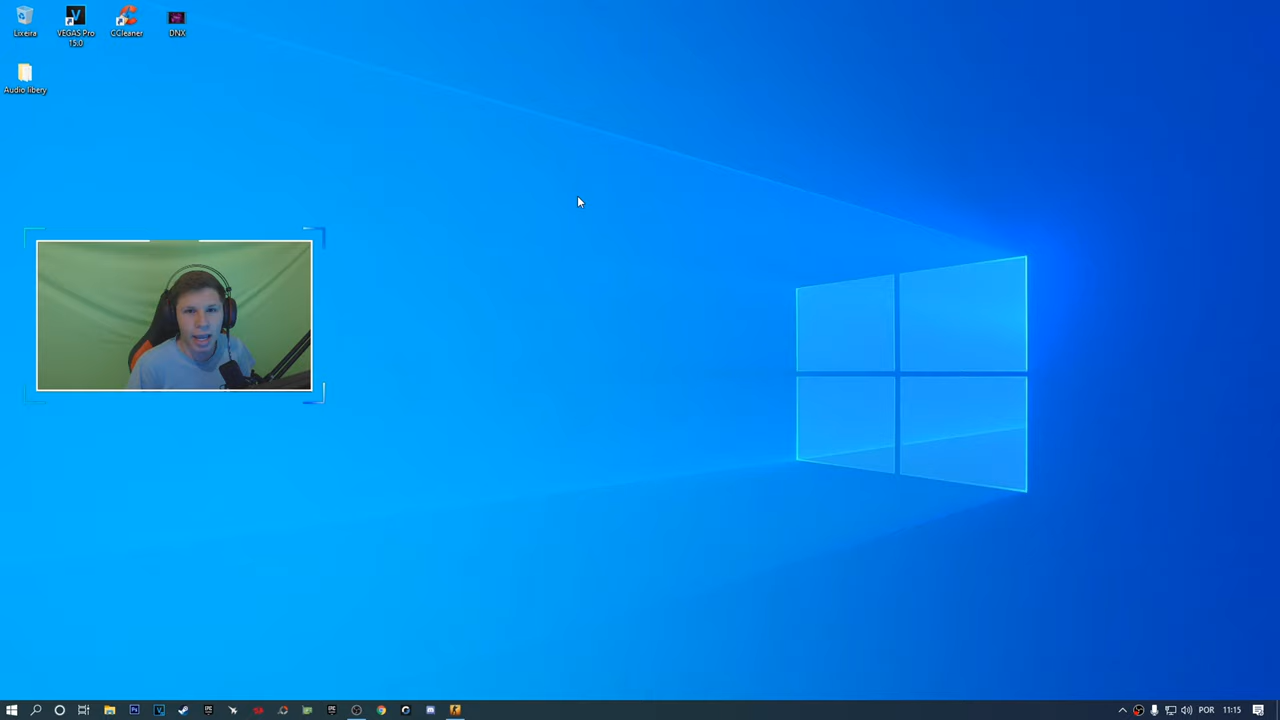 Lixeira
VEGAS Pro
15.0
CCleaner
DNX
Audio libery
POR
11:15